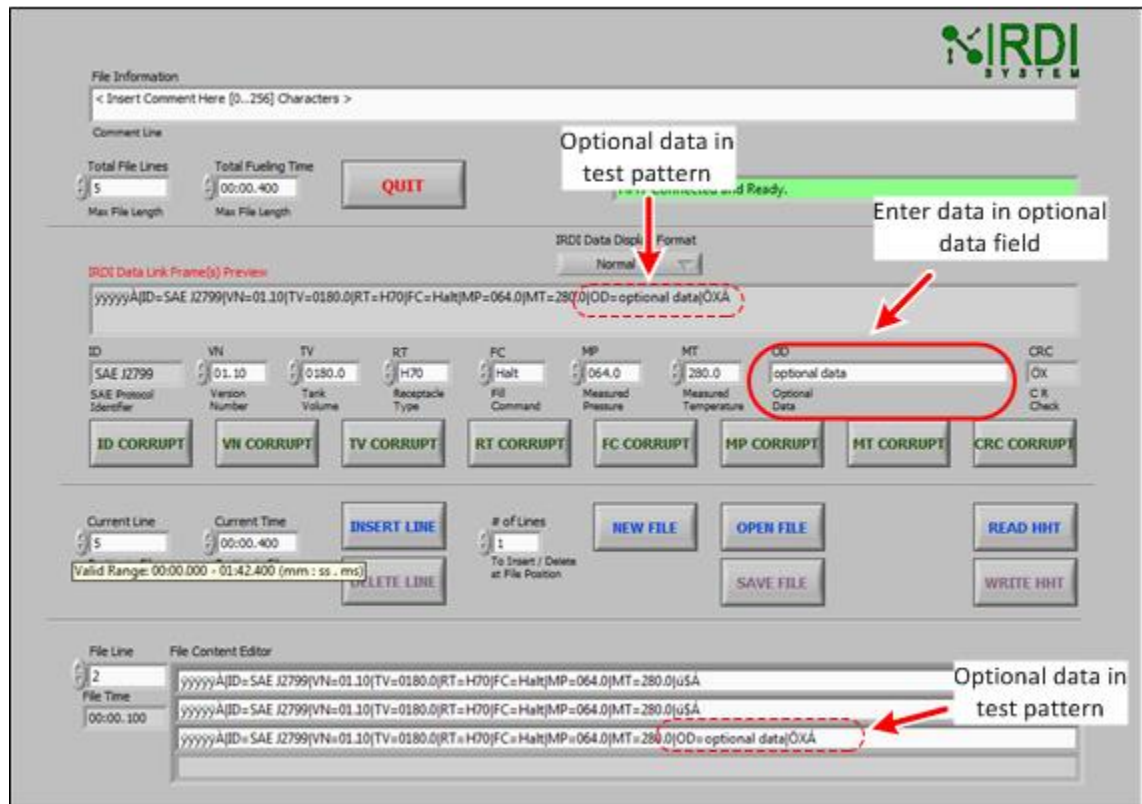 IRDI
SYSTEM
File Information
< Insert Comment Here [0...256] Characters >
Comment Line
Optional data in
test pattern
Total File Lines
Total Fueling Time
5
00:00.400
QUIT
Connected and Ready.
Max File Length
Max File Length
Enter data in optional
data field
IRDI Data Display Format
Normal
IRDI Data Link Frame(s) Preview
ÿÿÿÿÿÀ|ID=SAE J2799|VN=01.10|TV=0180.0|RT=H70|FC=Halt|MP=064.0|MT=280.0|OD=optional data|ÖXÁ
ID VN TV RT FC MP MT OD CRC
SAE J2799 01.10 0180.0 H70 Halt 064.0 280.0 optional data ÖX
SAE Protocol Version Tank Receptacle Fill Measured Measured Optional C R
Identifier Number Volume Type Command Pressure Temperature Data Check
ID CORRUPT VN CORRUPT TV CORRUPT RT CORRUPT FC CORRUPT MP CORRUPT MT CORRUPT CRC CORRUPT
Current Line Current Time INSERT LINE # of Lines NEW FILE OPEN FILE READ HHT
5 00:00.400 1
Valid Range: 00:00.000 - 01:42.400 (mm : ss . ms)
To Insert / Delete
at File Position
DELETE LINE SAVE FILE WRITE HHT
File Line File Content Editor
2
ÿÿÿÿÿÀ|ID=SAE J2799|VN=01.10|TV=0180.0|RT=H70|FC=Halt|MP=064.0|MT=280.0|ú$Á
File Time
00:00.100
ÿÿÿÿÿÀ|ID=SAE J2799|VN=01.10|TV=0180.0|RT=H70|FC=Halt|MP=064.0|MT=280.0|ú$Á
Optional data in
test pattern
ÿÿÿÿÿÀ|ID=SAE J2799|VN=01.10|TV=0180.0|RT=H70|FC=Halt|MP=064.0|MT=280.0|OD=optional data|ÖXÁ